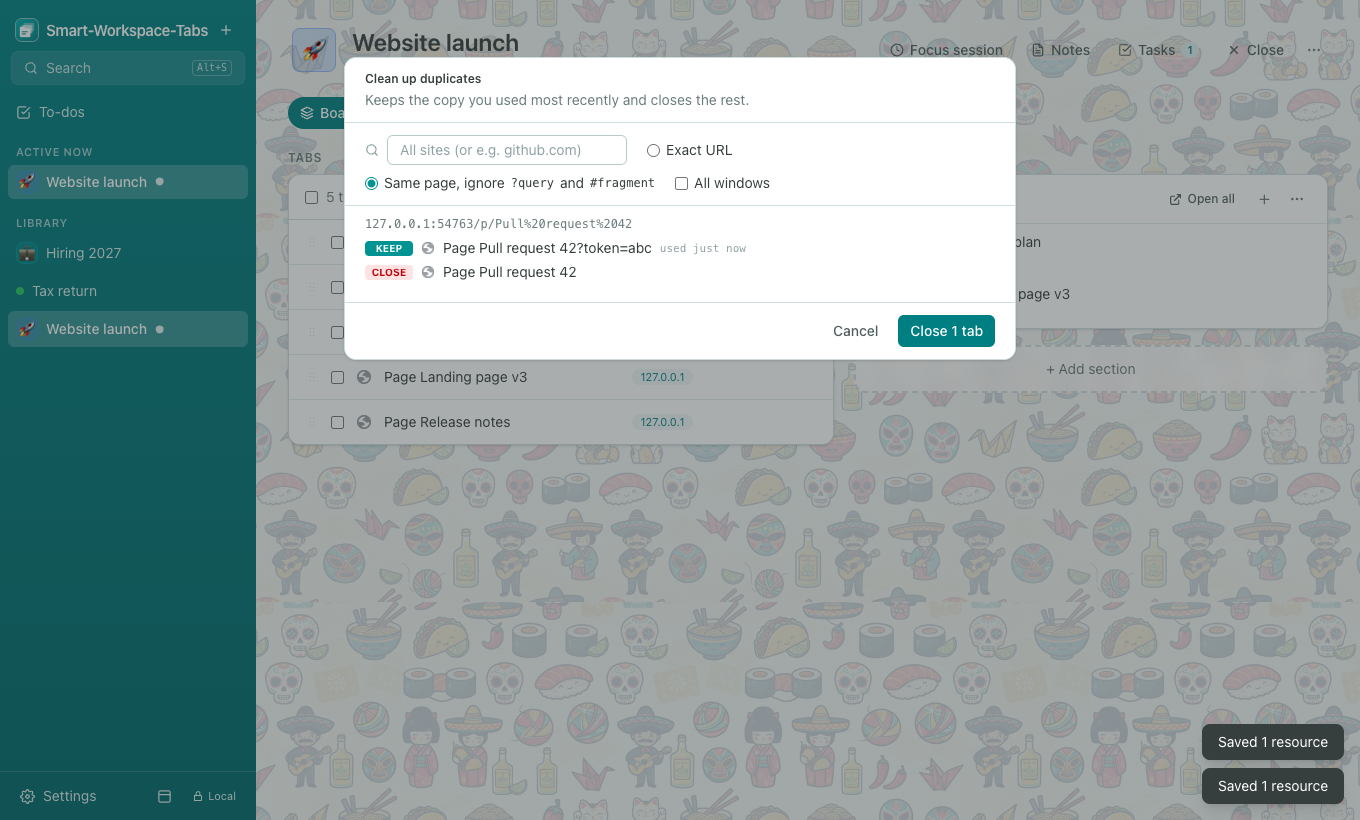 Smart-Workspace-Tabs
Search Alt+S
To-dos
ACTIVE NOW
Website launch
LIBRARY
Hiring 2027
Tax return
Website launch
Settings
Local
Website launch
Focus session
Notes
Tasks 1
Close
Boa
TABS
5 t
Open all
Clean up duplicates
Keeps the copy you used most recently and closes the rest.
All sites (or e.g. github.com)
Exact URL
Same page, ignore ?query and #fragment
All windows
127.0.0.1:54763/p/Pull%20request%2042
KEEP Page Pull request 42?token=abc used just now
CLOSE Page Pull request 42
Cancel
Close 1 tab
plan
page v3
+ Add section
Page Landing page v3 127.0.0.1
Page Release notes 127.0.0.1
Saved 1 resource
Saved 1 resource